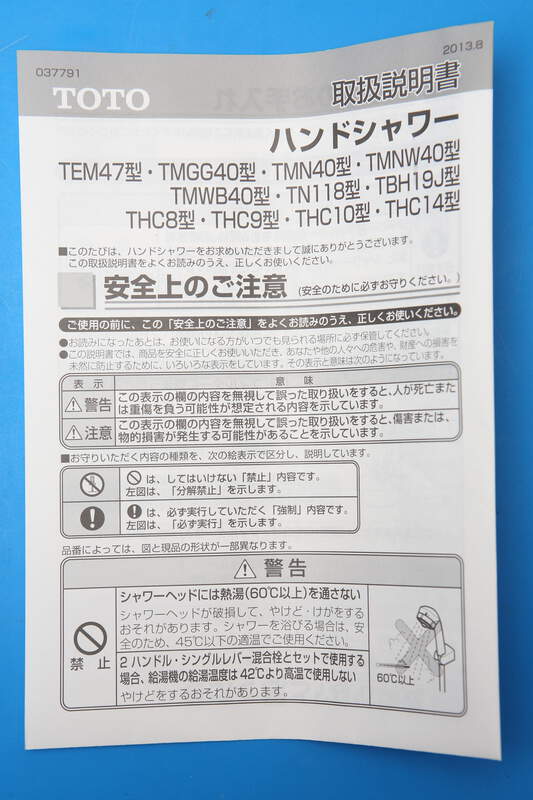 037791
2013.8
TOTO
取扱説明書
ハンドシャワー
TEM47型・TMGG40型・TMN40型・TMNW40型
TMWB40型・TN118型・TBH19J型
THC8型・THC9型・THC10型・THC14型
■このたびは、ハンドシャワーをお求めいただきまして誠にありがとうございます。
この取扱説明書をよくお読みのうえ、正しくお使いください。
安全上のご注意 (安全のために必ずお守りください。)
ご使用の前に、この「安全上のご注意」をよくお読みのうえ、正しくお使いください。
●お読みになったあとは、お使いになる方がいつでも見られる場所に必ず保管してください。
●この説明書では、商品を安全に正しくお使いいただき、あなたや他の人々への危害や、財産への損害を
未然に防止するために、いろいろな表示をしています。その表示と意味は次のようになっています。
表示 意味
警告 この表示の欄の内容を無視して誤った取り扱いをすると、人が死亡また
は重傷を負う可能性が想定される内容を示しています。
注意 この表示の欄の内容を無視して誤った取り扱いをすると、傷害または、
物的損害が発生する可能性があることを示しています。
■お守りいただく内容の種類を、次の絵表示で区分し、説明しています。
は、してはいけない「禁止」内容です。
左図は、「分解禁止」を示します。
は、必ず実行していただく「強制」内容です。
左図は、「必ず実行」を示します。
品番によっては、図と現品の形状が一部異なります。
警告
禁止
シャワーヘッドには熱湯(60℃以上)を通さない
シャワーヘッドが破損して、やけど・けがをする
おそれがあります。シャワーを浴びる場合は、安
全のため、45℃以下の適温でご使用ください。
2ハンドル・シングルレバー混合栓とセットで使用する
場合、給湯機の給湯温度は42℃より高温で使用しない
やけどをするおそれがあります。
60℃以上